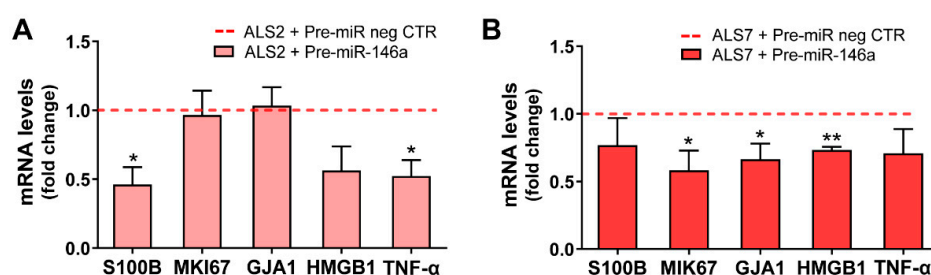 A
ALS2 + Pre-miR neg CTR
ALS2 + Pre-miR-146a
mRNA levels
(fold change)
1.5
1.0
0.5
0.0
*
*
S100B MKI67 GJA1 HMGB1 TNF-α
B
ALS7 + Pre-miR neg CTR
ALS7 + Pre-miR-146a
mRNA levels
(fold change)
1.5
1.0
0.5
0.0
*
*
**
S100B MIK67 GJA1 HMGB1 TNF-α